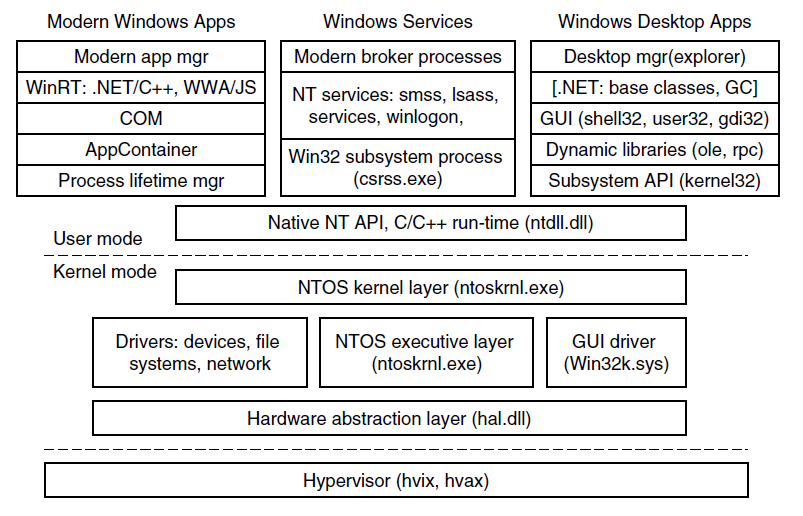 Modern Windows Apps
Modern app mgr
WinRT: .NET/C++, WWA/JS
COM
AppContainer
Process lifetime mgr
Windows Services
Modern broker processes
NT services: smss, lsass,
services, winlogon,
Win32 subsystem process
(csrss.exe)
Windows Desktop Apps
Desktop mgr(explorer)
[.NET: base classes, GC]
GUI (shell32, user32, gdi32)
Dynamic libraries (ole, rpc)
Subsystem API (kernel32)
Native NT API, C/C++ run-time (ntdll.dll)
User mode
Kernel mode
NTOS kernel layer (ntoskrnl.exe)
Drivers: devices, file
systems, network
NTOS executive layer
(ntoskrnl.exe)
GUI driver
(Win32k.sys)
Hardware abstraction layer (hal.dll)
Hypervisor (hvix, hvax)